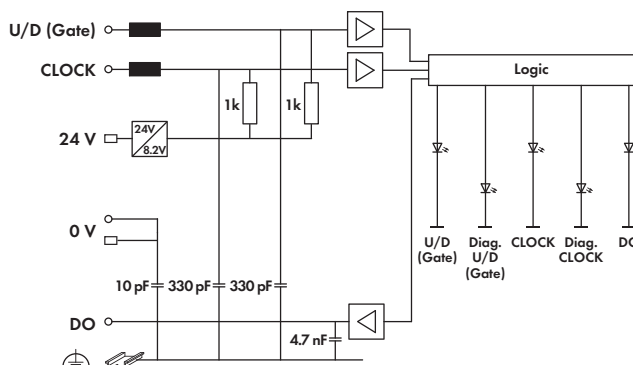 U/D (Gate)
CLOCK
Logic
1k
1k
24 V
24V
8.2V
0 V
U/D
(Gate)
Diag.
U/D
(Gate)
CLOCK
Diag.
CLOCK
10 pF
330 pF
330 pF
DO
4.7 nF